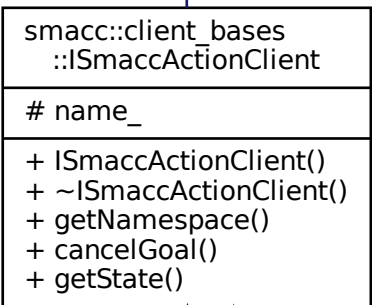 smacc::client_bases
::ISmaccActionClient
# name_
+ ISmaccActionClient()
+ ~ISmaccActionClient()
+ getNamespace()
+ cancelGoal()
+ getState()